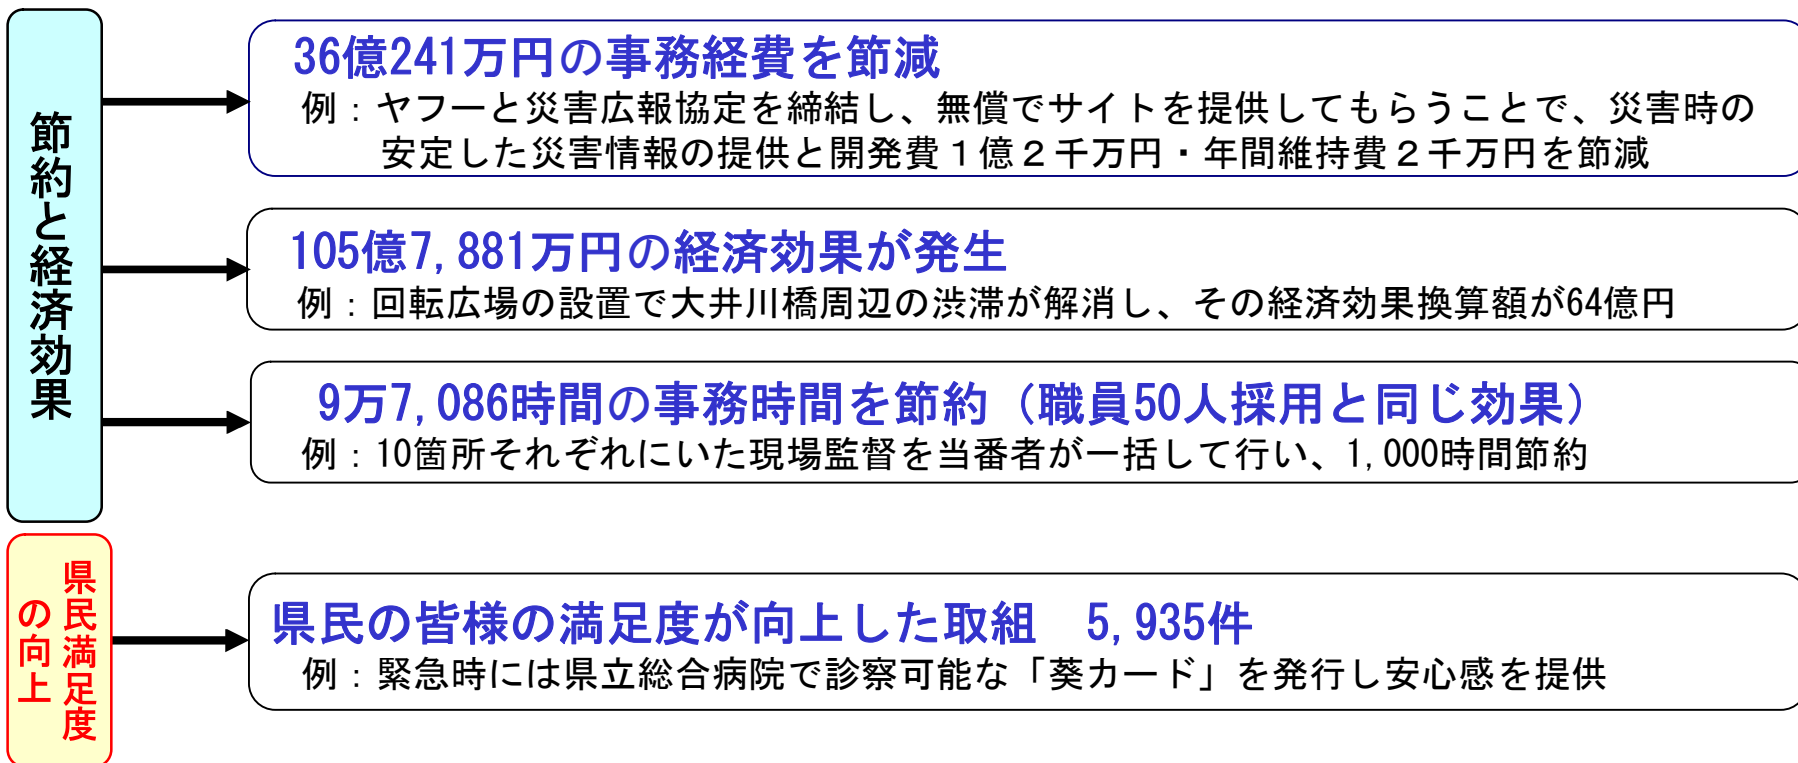 節約と経済効果
36億241万円の事務経費を節減
例：ヤフーと災害広報協定を締結し、無償でサイトを提供してもらうことで、災害時の
安定した災害情報の提供と開発費１億２千万円・年間維持費２千万円を節減
105億7,881万円の経済効果が発生
例：回転広場の設置で大井川橋周辺の渋滞が解消し、その経済効果換算額が64億円
9万7,086時間の事務時間を節約（職員50人採用と同じ効果）
例：10箇所それぞれにいた現場監督を当番者が一括して行い、1,000時間節約
県民満足度
の向上
県民の皆様の満足度が向上した取組　5,935件
例：緊急時には県立総合病院で診察可能な「葵カード」を発行し安心感を提供